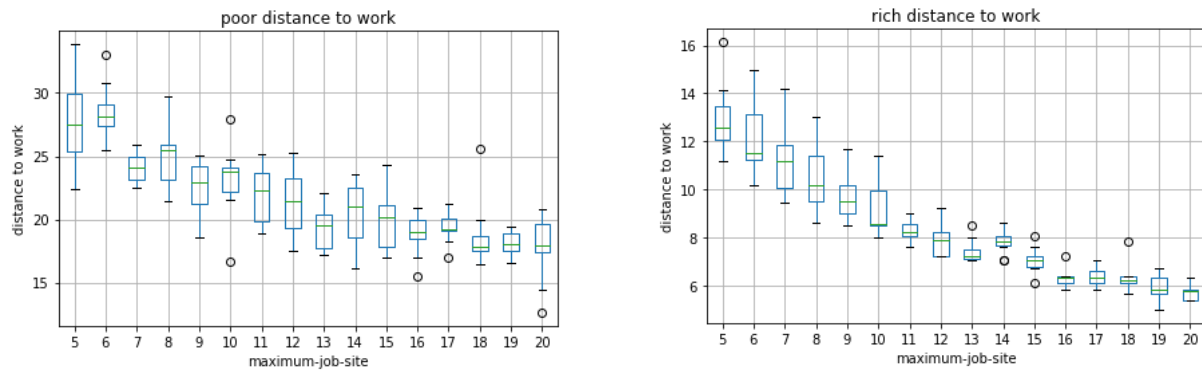 poor distance to work
distance to work
30
25
20
15
5 6 7 8 9 10 11 12 13 14 15 16 17 18 19 20
maximum-job-site
rich distance to work
distance to work
16
14
12
10
8
6
5 6 7 8 9 10 11 12 13 14 15 16 17 18 19 20
maximum-job-site